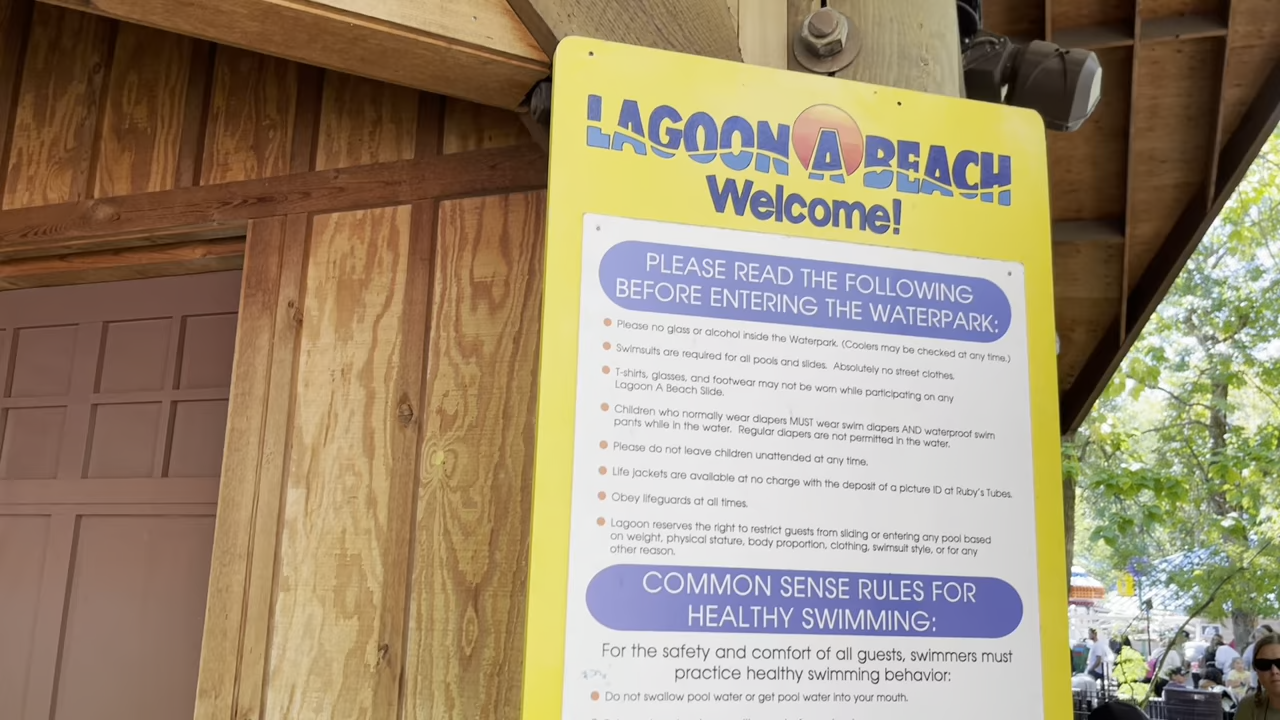 LAGOON A BEACH
Welcome!
PLEASE READ THE FOLLOWING
BEFORE ENTERING THE WATERPARK:
Please no glass or alcohol inside the Waterpark. (Coolers may be checked at any time.)
Swimsuits are required for all pools and slides. Absolutely no street clothes.
T-shirts, glasses, and footwear may not be worn while participating on any
Lagoon A Beach Slide.
Children who normally wear diapers MUST wear swim diapers AND waterproof swim
pants while in the water. Regular diapers are not permitted in the water.
Please do not leave children unattended at any time.
Life jackets are available at no charge with the deposit of a picture ID at Ruby's Tubes.
Obey lifeguards at all times.
Lagoon reserves the right to restrict guests from sliding or entering any pool based
on weight, physical stature, body proportion, clothing, swimsuit style, or for any
other reason.
COMMON SENSE RULES FOR
HEALTHY SWIMMING:
For the safety and comfort of all guests, swimmers must
practice healthy swimming behavior:
Do not swallow pool water or get pool water into your mouth.